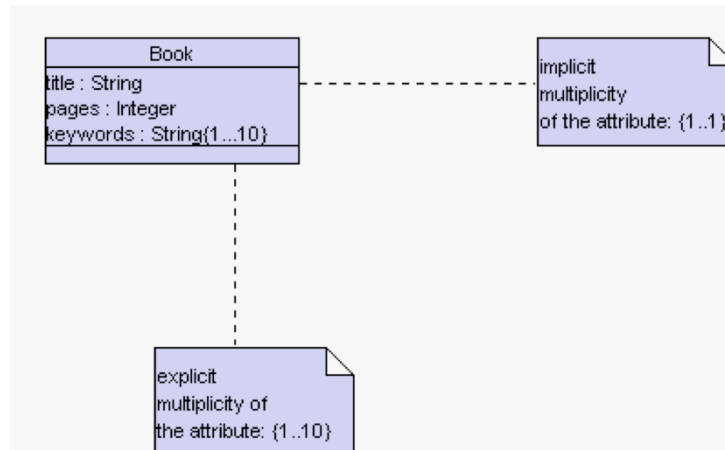 Book
title : String
pages : Integer
keywords : String{1...10}
implicit
multiplicity
of the attribute: {1..1}
explicit
multiplicity of
the attribute: {1..10}